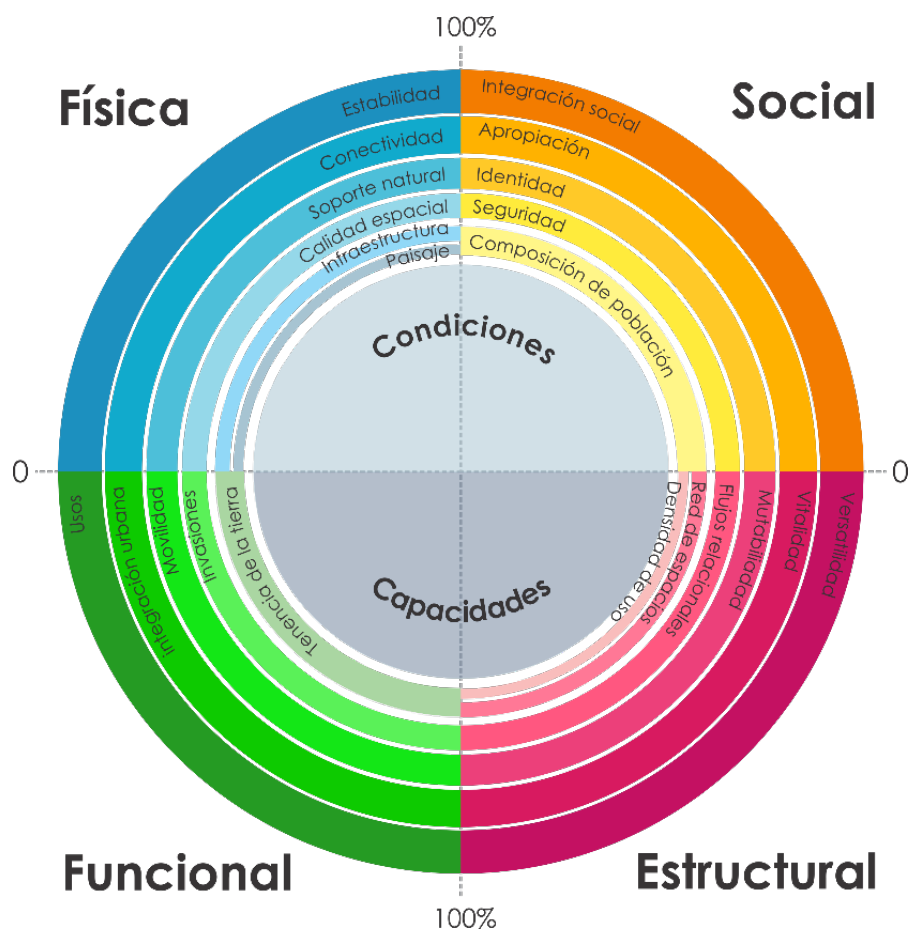 100%
Física
Social
Estabilidad
Conectividad
Soporte natural
Calidad espacial
Infraestructura
Paisaje
Integración social
Apropiación
Identidad
Seguridad
Composición de población
Condiciones
0
0
Capacidades
Usos
integración urbana
Movilidad
Invasiones
Tenencia de la tierra
Densidad de uso
Red de espacios
Flujos relacionales
Mutabilidad
Vitalidad
Versatilidad
Funcional
Estructural
100%